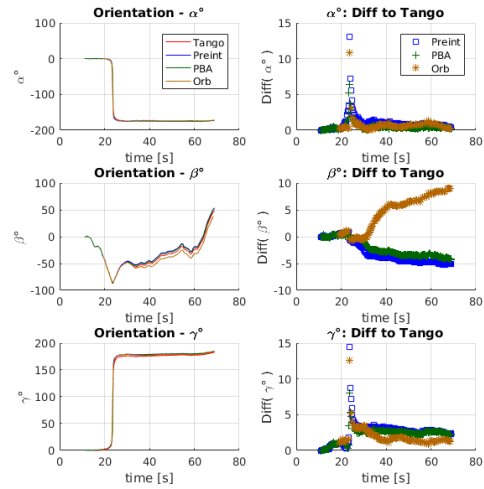 Orientation - α°
α°
0
-100
-200
0
20
40
60
80
time [s]
Tango
Preint
PBA
Orb
α°: Diff to Tango
Diff( α° )
15
10
5
0
0
20
40
60
80
time [s]
Preint
PBA
Orb
Orientation - β°
β°
100
50
0
-50
-100
0
20
40
60
80
time [s]
β°: Diff to Tango
Diff( β° )
10
5
0
-5
-10
0
20
40
60
80
time [s]
Orientation - γ°
γ°
200
150
100
50
0
0
20
40
60
80
time [s]
γ°: Diff to Tango
Diff( γ° )
15
10
5
0
0
20
40
60
80
time [s]